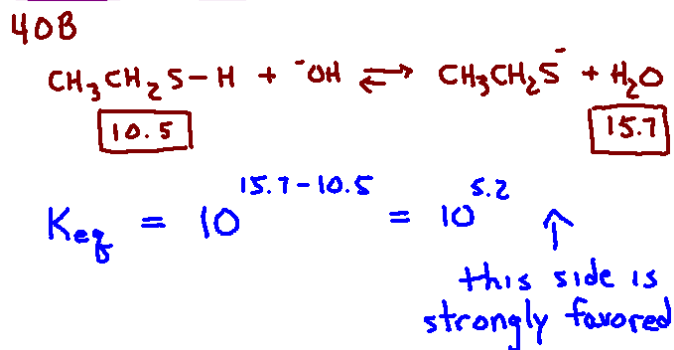 40B
CH₃CH₂S-H + ⁻OH ⇌ CH₃CH₂S⁻ + H₂O
10.5 15.7
Keq = 10^15.7-10.5 = 10^5.2 ↑
this side is
strongly favored